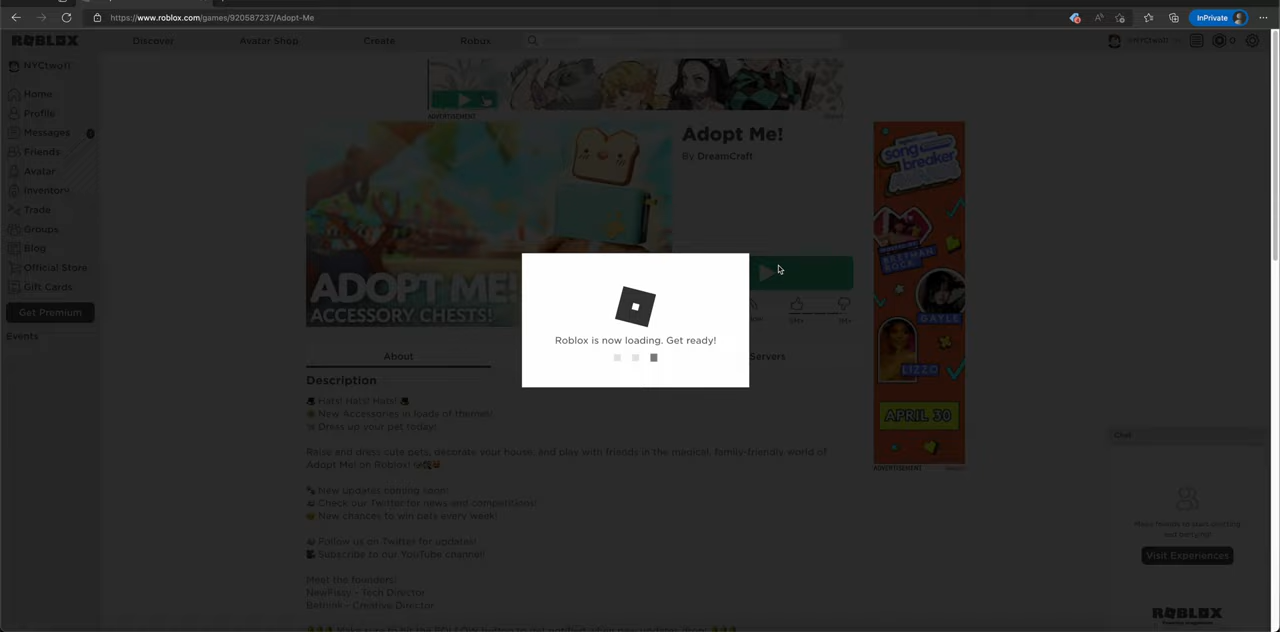 https://www.roblox.com/games/920587237/Adopt-Me
InPrivate
ROBLOX
Discover
Avatar Shop
Create
Robux
0
Home
Profile
Messages
Friends
Avatar
Inventory
Trade
Groups
Blog
Official Store
Gift Cards
Get Premium
Events
ADVERTISEMENT
Adopt Me!
By DreamCraft
ADOPT ME!
ACCESSORY CHESTS!
Roblox is now loading. Get ready!
About
Servers
Description
Hats! Hats! Hats!
New Accessories in loads of themes!
Dress up your pet today!
Raise and dress cute pets, decorate your house, and play with friends in the magical, family-friendly world of
Adopt Me! on Roblox!
New updates coming soon!
Check our Twitter for news and competitions!
New chances to win pets every week!
Follow us on Twitter for updates!
Subscribe to our YouTube channel!
Meet the founders!
NewFissy - Tech Director
Bethink - Creative Director
song
breaker
BRETMAN
ROCK
GAYLE
LIZZO
APRIL 30
ADVERTISEMENT
Chat
Visit Experiences
ROBLOX